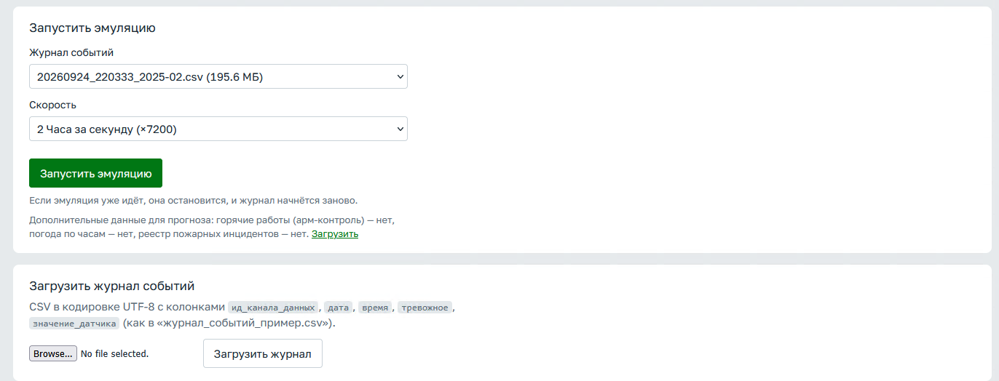 Запустить эмуляцию
Журнал событий
20260924_220333_2025-02.csv (195.6 МБ)
Скорость
2 Часа за секунду (×7200)
Запустить эмуляцию
Если эмуляция уже идёт, она остановится, и журнал начнётся заново.
Дополнительные данные для прогноза: горячие работы (арм-контроль) — нет,
погода по часам — нет, реестр пожарных инцидентов — нет. Загрузить
Загрузить журнал событий
CSV в кодировке UTF-8 с колонками ид_канала_данных, дата, время, тревожное,
значение_датчика (как в «журнал_событий_пример.csv»).
Browse... No file selected. Загрузить журнал